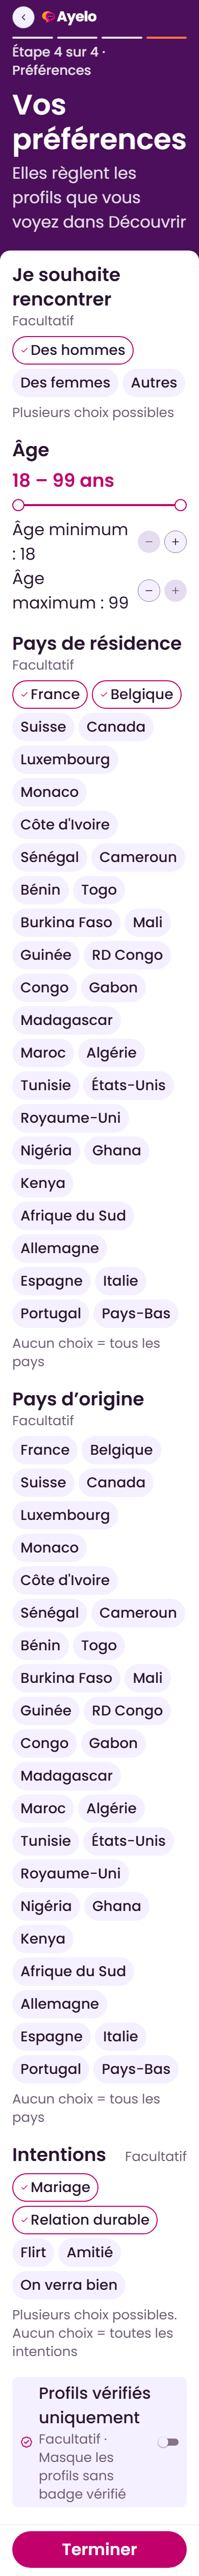 Ayelo
Étape 4 sur 4 ·
Préférences
Vos
préférences
Elles règlent les
profils que vous
voyez dans Découvrir
Je souhaite
rencontrer
Facultatif
Des hommes
Des femmes Autres
Plusieurs choix possibles
Âge
18 – 99 ans
Âge minimum
: 18
Âge
maximum : 99
Pays de résidence
Facultatif
France Belgique
Suisse Canada
Luxembourg
Monaco
Côte d'Ivoire
Sénégal Cameroun
Bénin Togo
Burkina Faso Mali
Guinée RD Congo
Congo Gabon
Madagascar
Maroc Algérie
Tunisie États-Unis
Royaume-Uni
Nigéria Ghana
Kenya
Afrique du Sud
Allemagne
Espagne Italie
Portugal Pays-Bas
Aucun choix = tous les
pays
Pays d’origine
Facultatif
France Belgique
Suisse Canada
Luxembourg
Monaco
Côte d'Ivoire
Sénégal Cameroun
Bénin Togo
Burkina Faso Mali
Guinée RD Congo
Congo Gabon
Madagascar
Maroc Algérie
Tunisie États-Unis
Royaume-Uni
Nigéria Ghana
Kenya
Afrique du Sud
Allemagne
Espagne Italie
Portugal Pays-Bas
Aucun choix = tous les
pays
Intentions Facultatif
Mariage
Relation durable
Flirt Amitié
On verra bien
Plusieurs choix possibles.
Aucun choix = toutes les
intentions
Profils vérifiés
uniquement
Facultatif ·
Masque les
profils sans
badge vérifié
Terminer